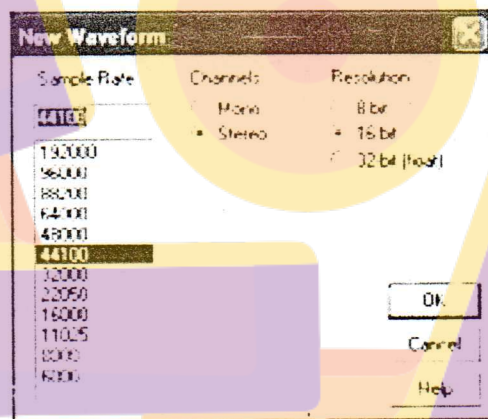 New Waveform
Sample Rate
44100
192000
96000
88200
64000
48000
44100
32000
22050
16000
11025
8000
6000
Channels
Mono
Stereo
Resolution
8 bit
16 bit
32 bit (float)
OK
Cancel
Help